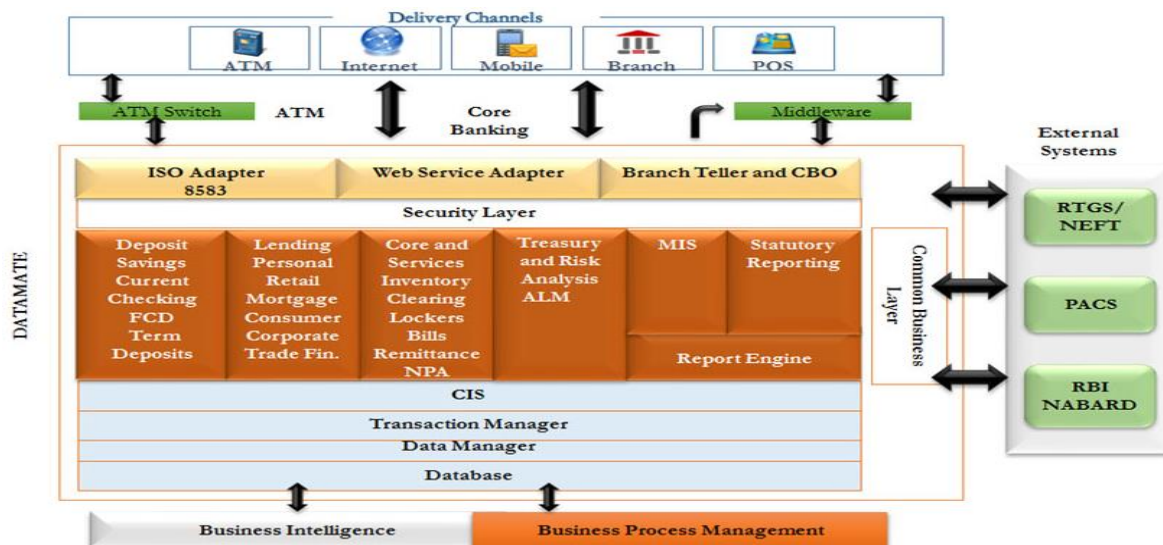 Delivery Channels
ATM
Internet
Mobile
Branch
POS
ATM Switch
ATM
Core
Banking
Middleware
External
Systems
ISO Adapter
8583
Web Service Adapter
Branch Teller and CBO
Security Layer
DATAMATE
Deposit
Savings
Current
Checking
FCD
Term
Deposits
Lending
Personal
Retail
Mortgage
Consumer
Corporate
Trade Fin.
Core and
Services
Inventory
Clearing
Lockers
Bills
Remittance
NPA
Treasury
and Risk
Analysis
ALM
MIS
Statutory
Reporting
Report Engine
Common Business
Layer
RTGS/
NEFT
PACS
RBI
NABARD
CIS
Transaction Manager
Data Manager
Database
Business Intelligence
Business Process Management